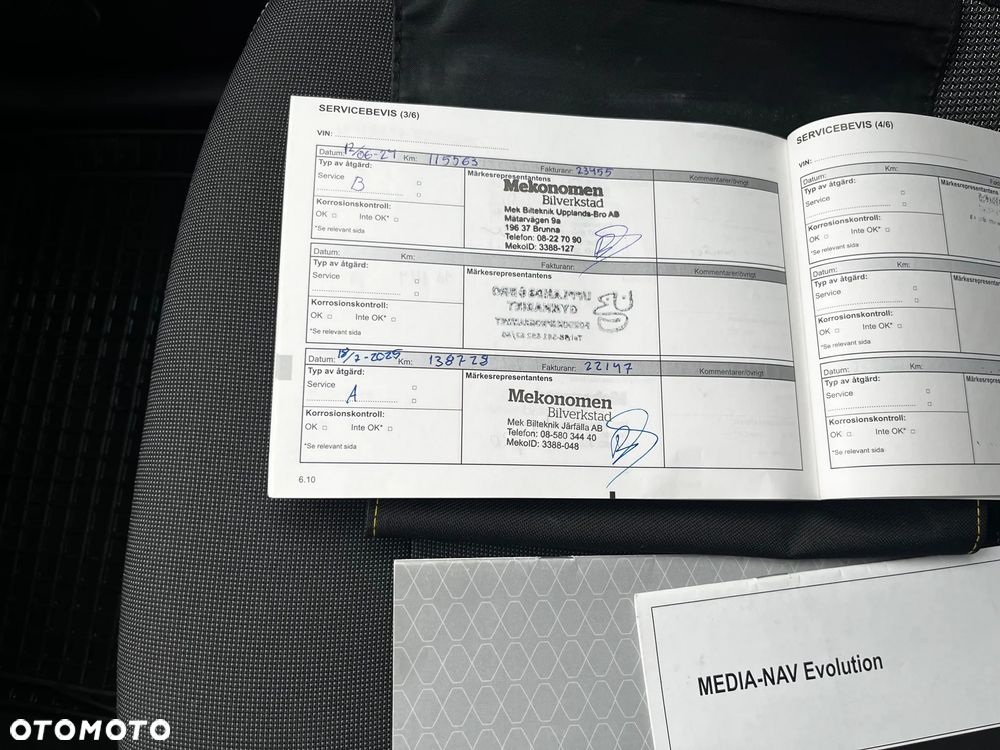 SERVICEBEVIS (3/6)
VIN:
Datum: 12/06-24 Km: 115563 Fakturanr: 23455 Kommentarer/övrigt
Typ av åtgärd: Märkesrepresentantens
Service B
Mekonomen
Bilverkstad
Mek Bilteknik Upplands-Bro AB
Mätarvägen 9a
196 37 Brunna
Telefon: 08-22 70 90
MekoID: 3388-127
Korrosionskontroll:
OK Inte OK*
*Se relevant sida
Datum: Km: Fakturanr: Kommentarer/övrigt
Typ av åtgärd: Märkesrepresentantens
Service
Korrosionskontroll:
OK Inte OK*
*Se relevant sida
Datum: 18/7-2025 Km: 138728 Fakturanr: 22147 Kommentarer/övrigt
Typ av åtgärd: Märkesrepresentantens
Service A
Mekonomen
Bilverkstad
Mek Bilteknik Järfälla AB
Telefon: 08-580 344 40
MekoID: 3388-048
Korrosionskontroll:
OK Inte OK*
*Se relevant sida
6.10
SERVICEBEVIS (4/6)
VIN:
Datum: Km:
Typ av åtgärd: Märkesrepresentant
Service
Korrosionskontroll:
OK Inte OK*
*Se relevant sida
Datum: Km:
Typ av åtgärd:
Service
Korrosionskontroll:
OK Inte OK*
*Se relevant sida
Datum: Km:
Typ av åtgärd:
Service
Korrosionskontroll:
OK Inte OK*
*Se relevant sida
MEDIA-NAV Evolution
OTOMOTO